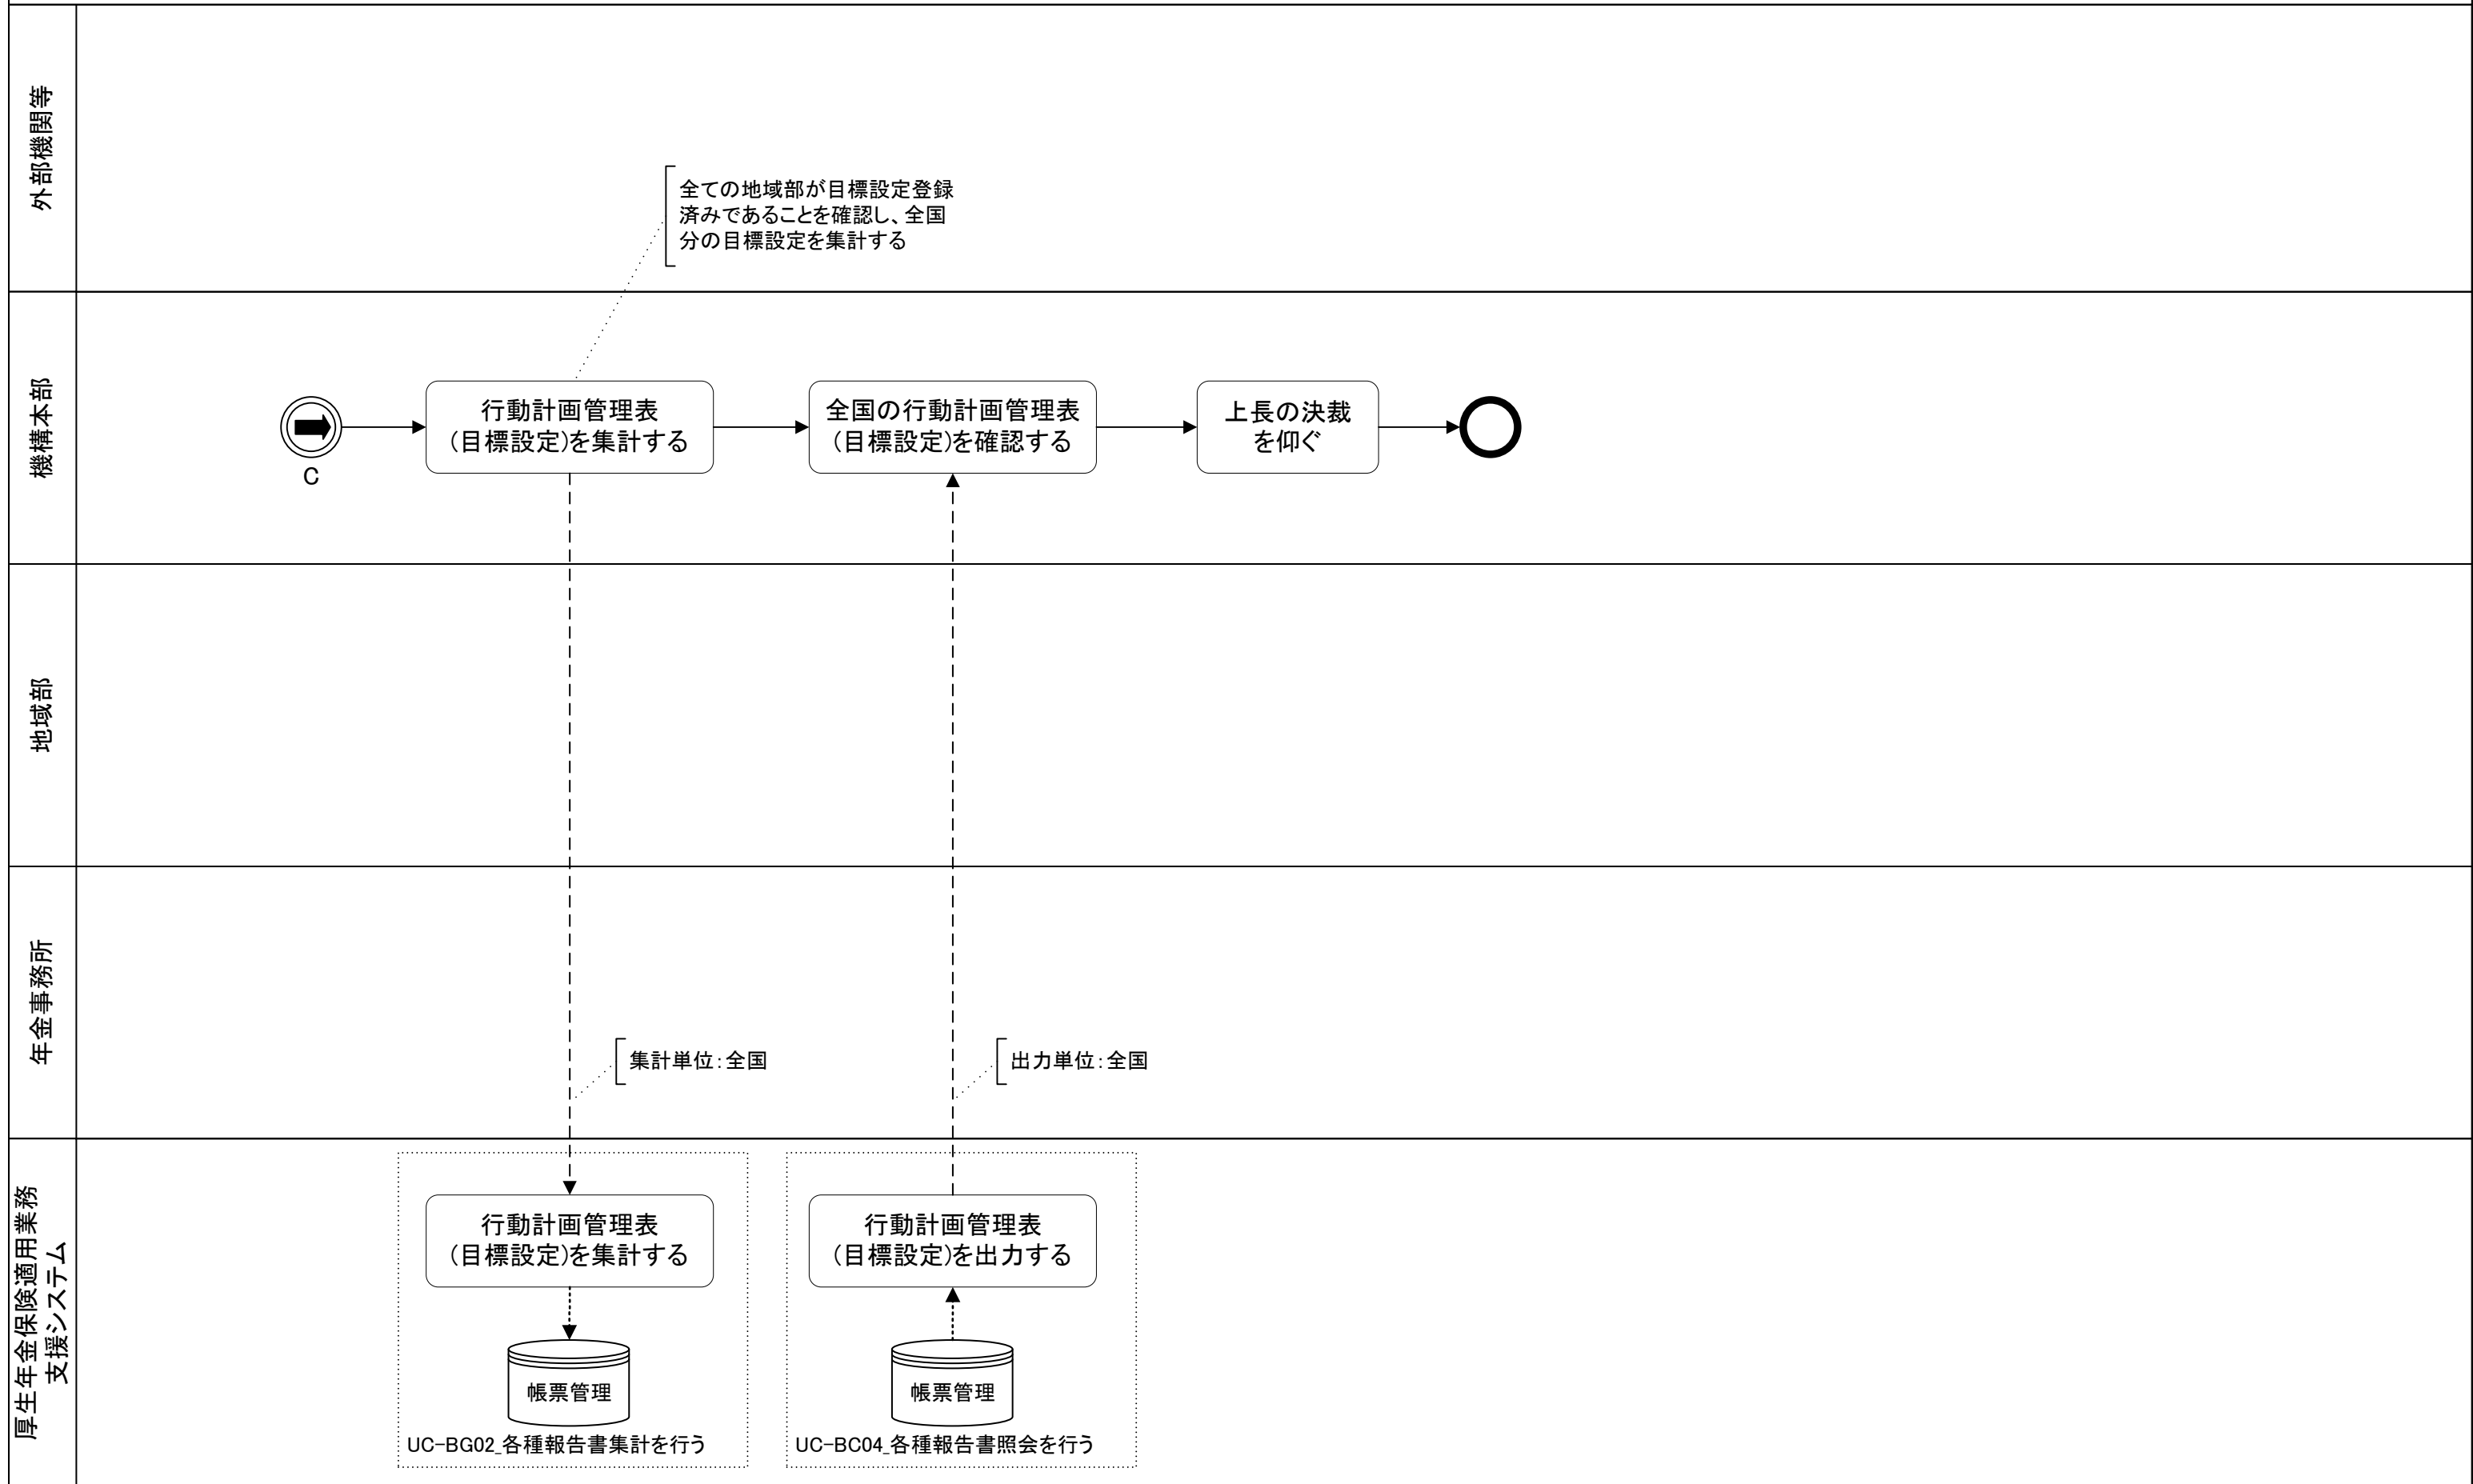 外部機関等
全ての地域部が目標設定登録
済みであることを確認し、全国
分の目標設定を集計する
機構本部
C
行動計画管理表
（目標設定）を集計する
全国の行動計画管理表
（目標設定）を確認する
上長の決裁
を仰ぐ
地域部
年金事務所
集計単位：全国
出力単位：全国
厚生年金保険適用業務
支援システム
行動計画管理表
（目標設定）を集計する
帳票管理
UC-BG02_各種報告書集計を行う
行動計画管理表
（目標設定）を出力する
帳票管理
UC-BC04_各種報告書照会を行う